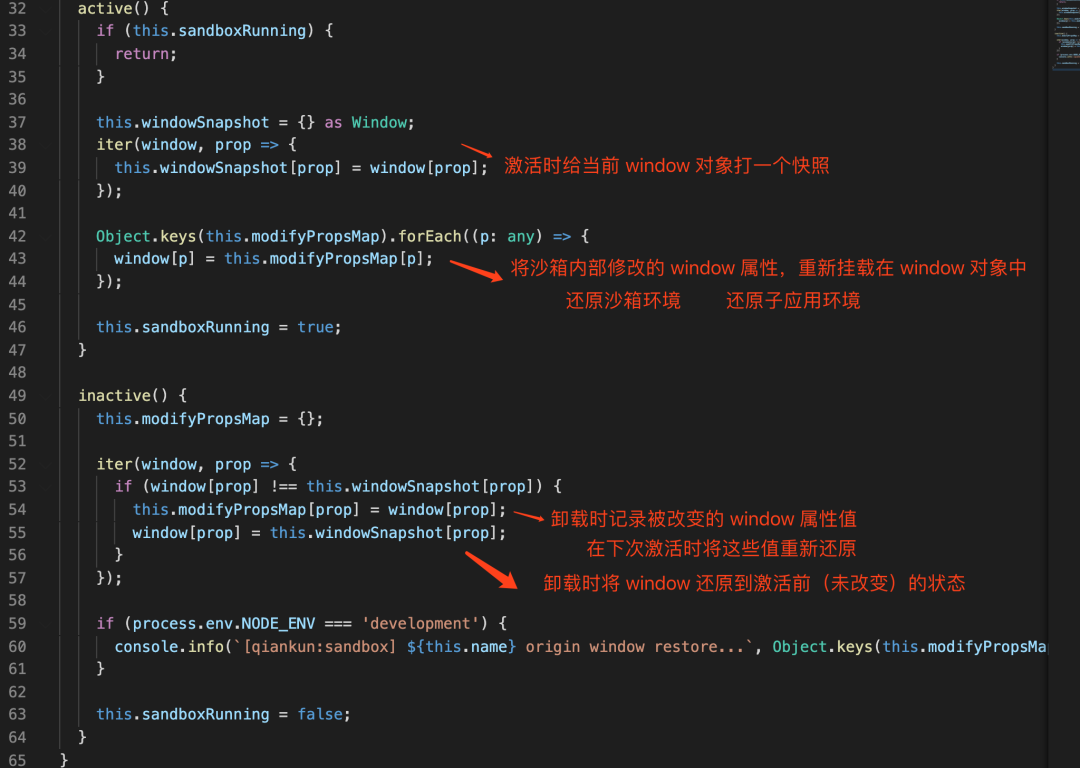 32 active() {
33 if (this.sandboxRunning) {
34 return;
35 }
36
37 this.windowSnapshot = {} as Window;
38 iter(window, prop => {
39 this.windowSnapshot[prop] = window[prop]; 激活时给当前 window 对象打一个快照
40 });
41
42 Object.keys(this.modifyPropsMap).forEach((p: any) => {
43 window[p] = this.modifyPropsMap[p]; 将沙箱内部修改的 window 属性，重新挂载在 window 对象中
44 });
还原沙箱环境 还原子应用环境
45
46 this.sandboxRunning = true;
47 }
48
49 inactive() {
50 this.modifyPropsMap = {};
51
52 iter(window, prop => {
53 if (window[prop] !== this.windowSnapshot[prop]) {
54 this.modifyPropsMap[prop] = window[prop]; 卸载时记录被改变的 window 属性值
55 window[prop] = this.windowSnapshot[prop];
56 } 在下次激活时将这些值重新还原
57 }); 卸载时将 window 还原到激活前（未改变）的状态
58
59 if (process.env.NODE_ENV === 'development') {
60 console.info(`[qiankun:sandbox] ${this.name} origin window restore...`, Object.keys(this.modifyPropsMa
61 }
62
63 this.sandboxRunning = false;
64 }
65 }